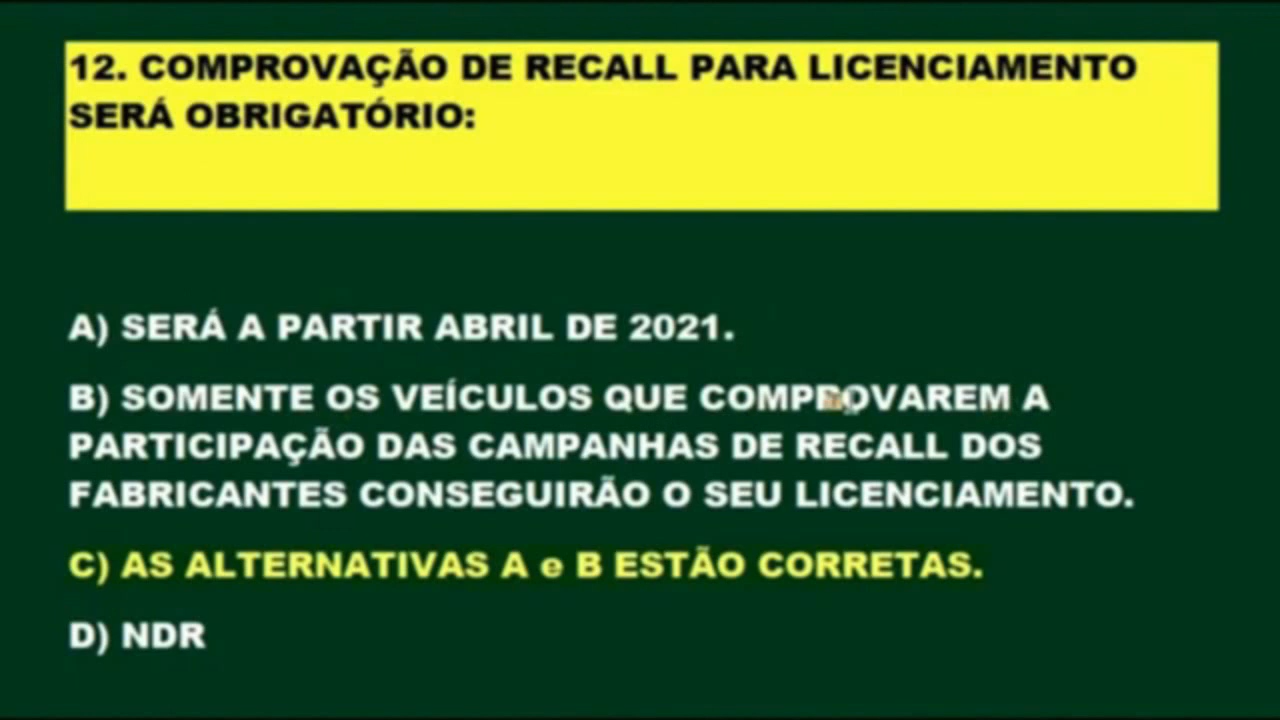 12. COMPROVAÇÃO DE RECALL PARA LICENCIAMENTO
SERÁ OBRIGATÓRIO:
A) SERÁ A PARTIR ABRIL DE 2021.
B) SOMENTE OS VEÍCULOS QUE COMPROVAREM A
PARTICIPAÇÃO DAS CAMPANHAS DE RECALL DOS
FABRICANTES CONSEGUIRÃO O SEU LICENCIAMENTO.
C) AS ALTERNATIVAS A e B ESTÃO CORRETAS.
D) NDR